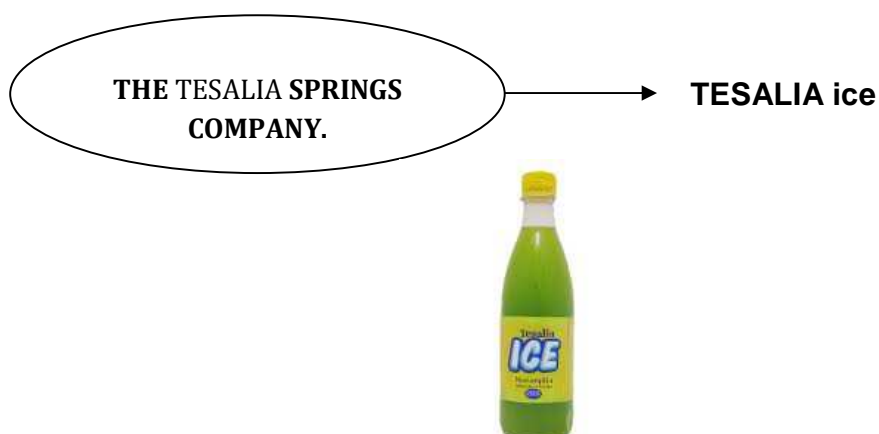 THE TESALIA SPRINGS
COMPANY.
TESALIA ice
Tesalia
ICE